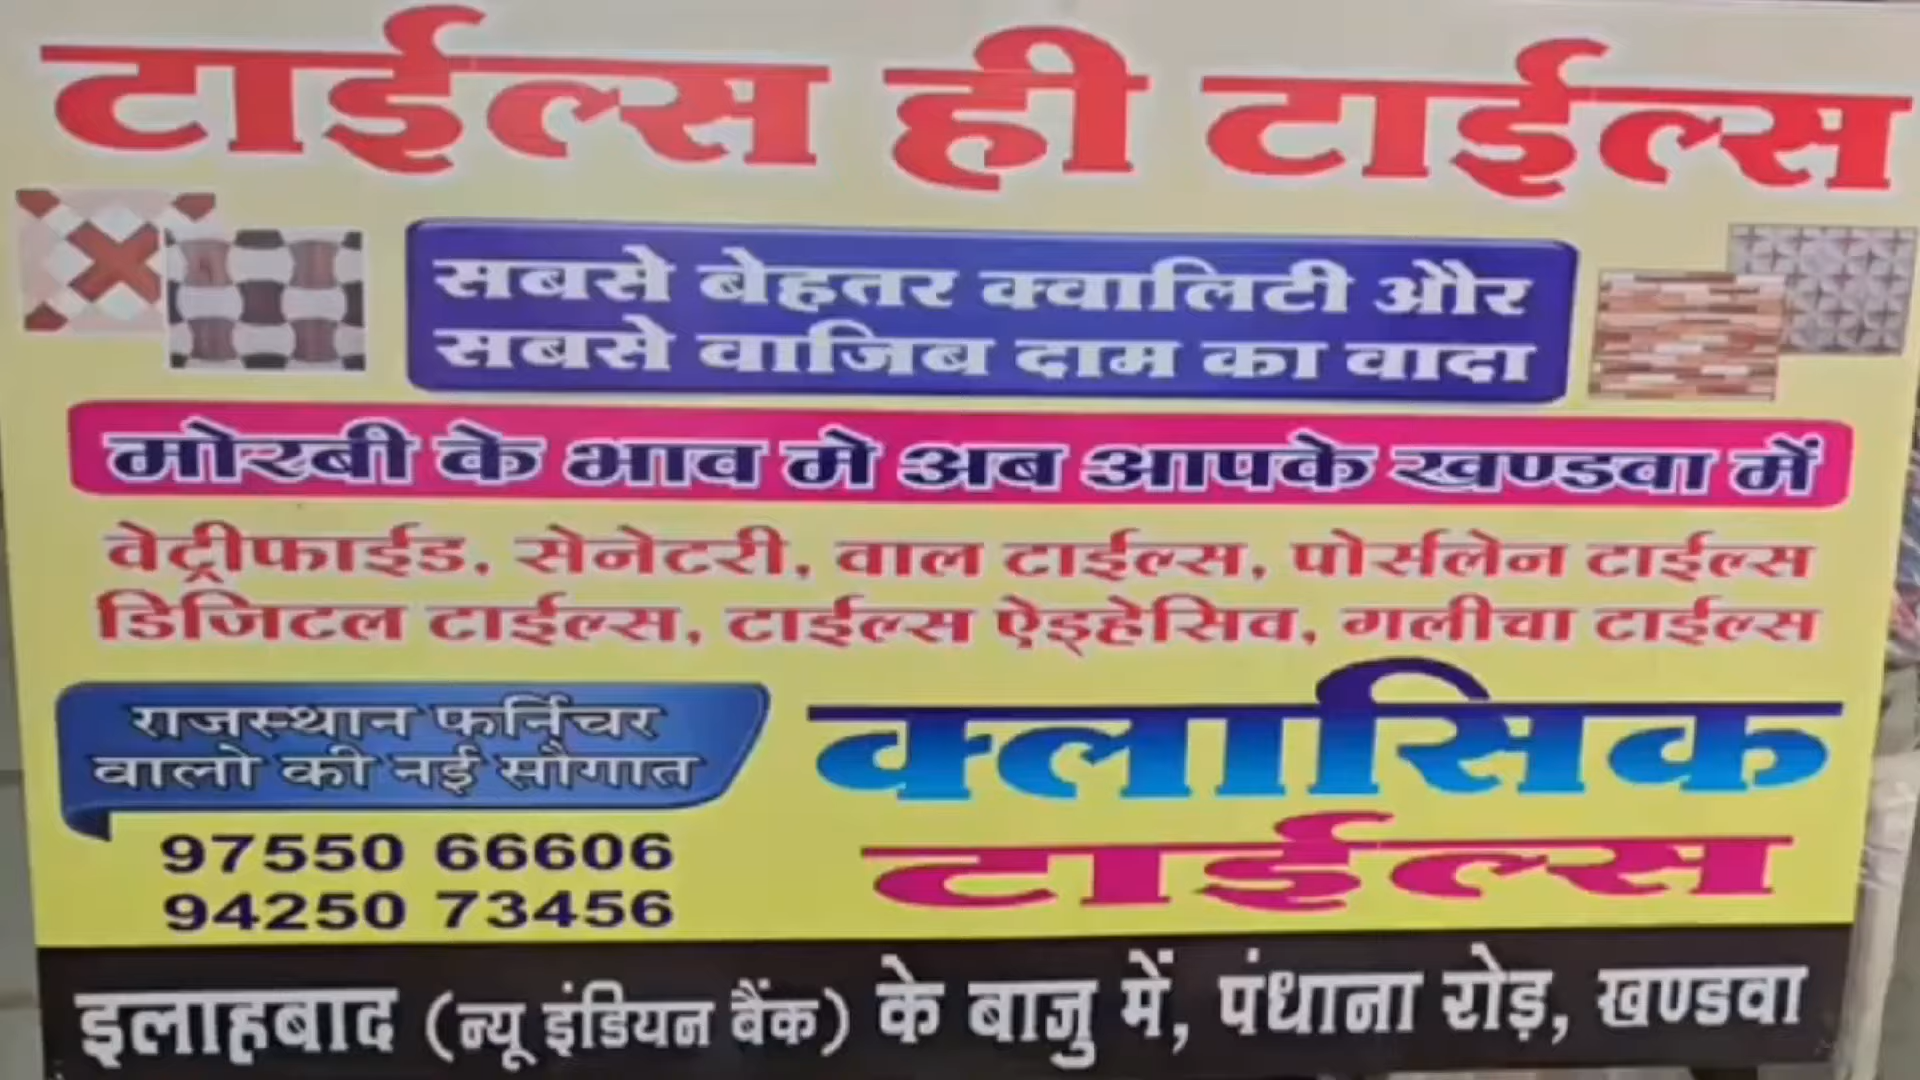 टाईल्स ही टाईल्स
सबसे बेहतर क्वालिटी और
सबसे वाजिब दाम का वादा
मोरबी के भाव मे अब आपके खण्डवा में
वेट्रीफाईड, सेनेटरी, वाल टाईल्स, पोर्सलेन टाईल्स
डिजिटल टाईल्स, टाईल्स ऐड्हेसिव, गलीचा टाईल्स
राजस्थान फर्निचर
वालो की नई सौगात
97550 66606
94250 73456
क्लासिक
टाईल्स
इलाहबाद (न्यू इंडियन बैंक) के बाजु में, पंधाना रोड़, खण्डवा